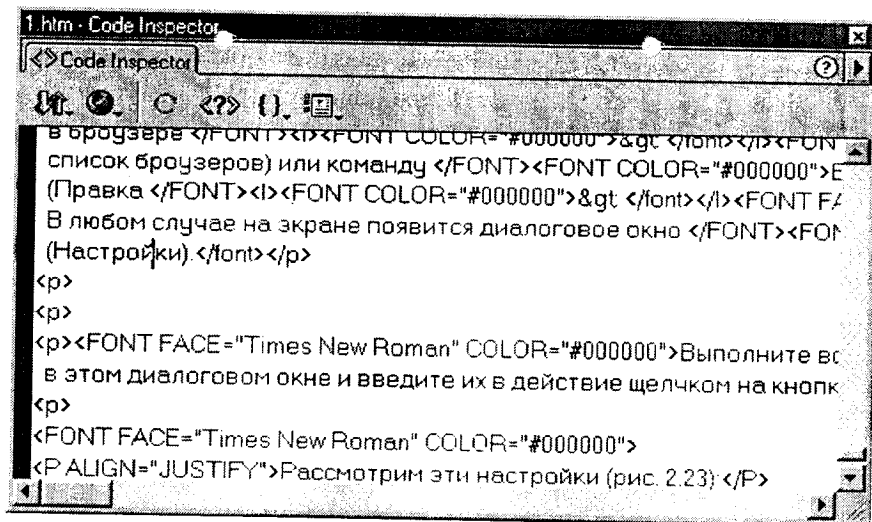 1.htm - Code Inspector
<>Code Inspector
в броузере </FONT><I><FONT COLOR="#000000">&gt </font></I><FON
список броузеров) или команду </FONT><FONT COLOR="#000000">E
(Правка </FONT><I><FONT COLOR="#000000">&gt </font></I><FONT FA
В любом случае на экране появится диалоговое окно </FONT><FON
(Настройки).</font></p>
<p>
<p>
<p><FONT FACE="Times New Roman" COLOR="#000000">Выполните вс
в этом диалоговом окне и введите их в действие щелчком на кнопк
<p>
<FONT FACE="Times New Roman" COLOR="#000000">
<P ALIGN="JUSTIFY">Рассмотрим эти настройки (рис. 2.23):</P>